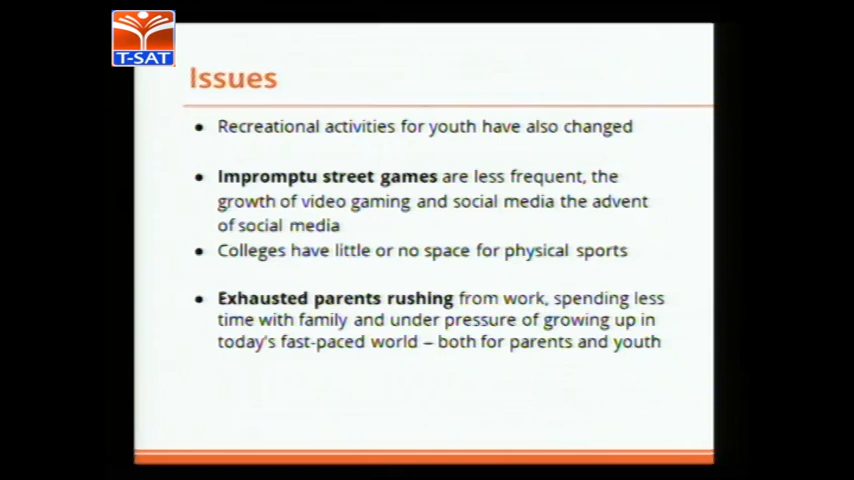 T-SAT
Issues
● Recreational activities for youth have also changed
● Impromptu street games are less frequent, the
growth of video gaming and social media the advent
of social media
● Colleges have little or no space for physical sports
● Exhausted parents rushing from work, spending less
time with family and under pressure of growing up in
today's fast-paced world – both for parents and youth